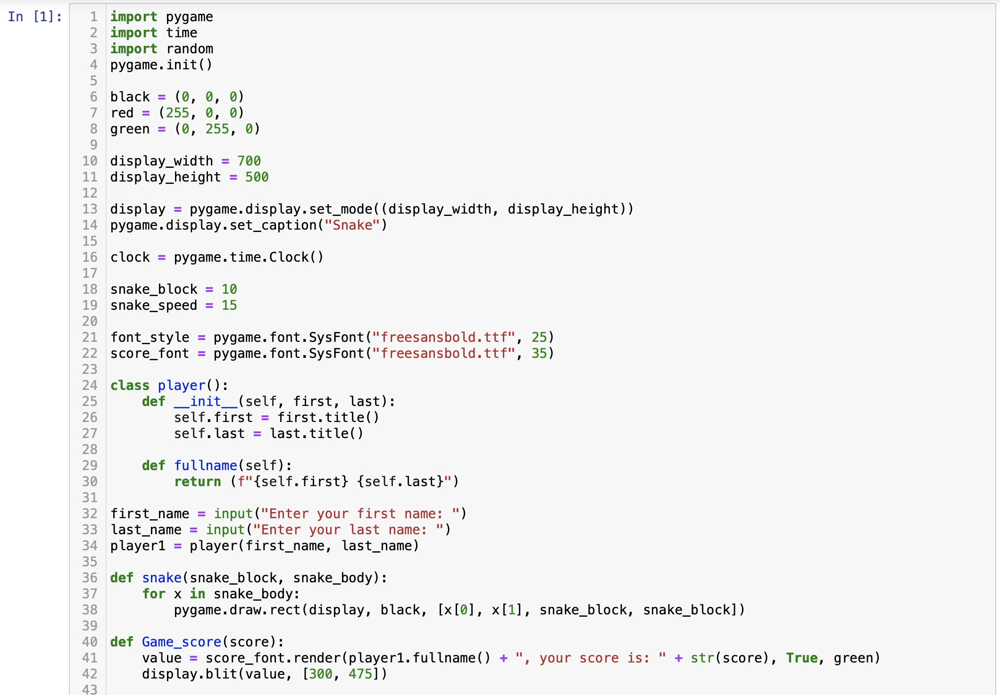 In [1]:
1 import pygame
2 import time
3 import random
4 pygame.init()
5
6 black = (0, 0, 0)
7 red = (255, 0, 0)
8 green = (0, 255, 0)
9
10 display_width = 700
11 display_height = 500
12
13 display = pygame.display.set_mode((display_width, display_height))
14 pygame.display.set_caption("Snake")
15
16 clock = pygame.time.Clock()
17
18 snake_block = 10
19 snake_speed = 15
20
21 font_style = pygame.font.SysFont("freesansbold.ttf", 25)
22 score_font = pygame.font.SysFont("freesansbold.ttf", 35)
23
24 class player():
25     def __init__(self, first, last):
26         self.first = first.title()
27         self.last = last.title()
28
29     def fullname(self):
30         return (f"{self.first} {self.last}")
31
32 first_name = input("Enter your first name: ")
33 last_name = input("Enter your last name: ")
34 player1 = player(first_name, last_name)
35
36 def snake(snake_block, snake_body):
37     for x in snake_body:
38         pygame.draw.rect(display, black, [x[0], x[1], snake_block, snake_block])
39
40 def Game_score(score):
41     value = score_font.render(player1.fullname() + ", your score is: " + str(score), True, green)
42     display.blit(value, [300, 475])
43